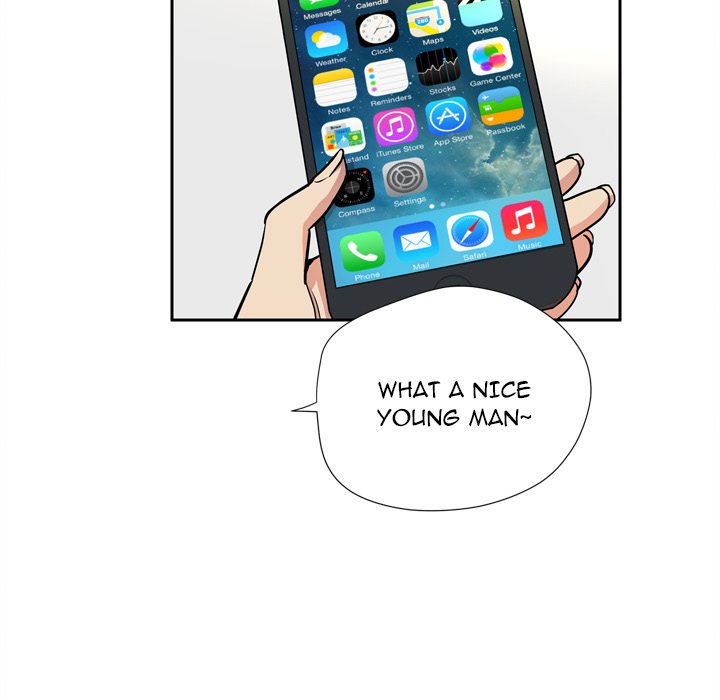 Messages
Calendar
Weather
Clock
Maps
Videos
Notes
Reminders
Stocks
Game Center
stand
iTunes Store
App Store
Passbook
Compass
Settings
Phone
Mail
Safari
Music
WHAT A NICE
YOUNG MAN~